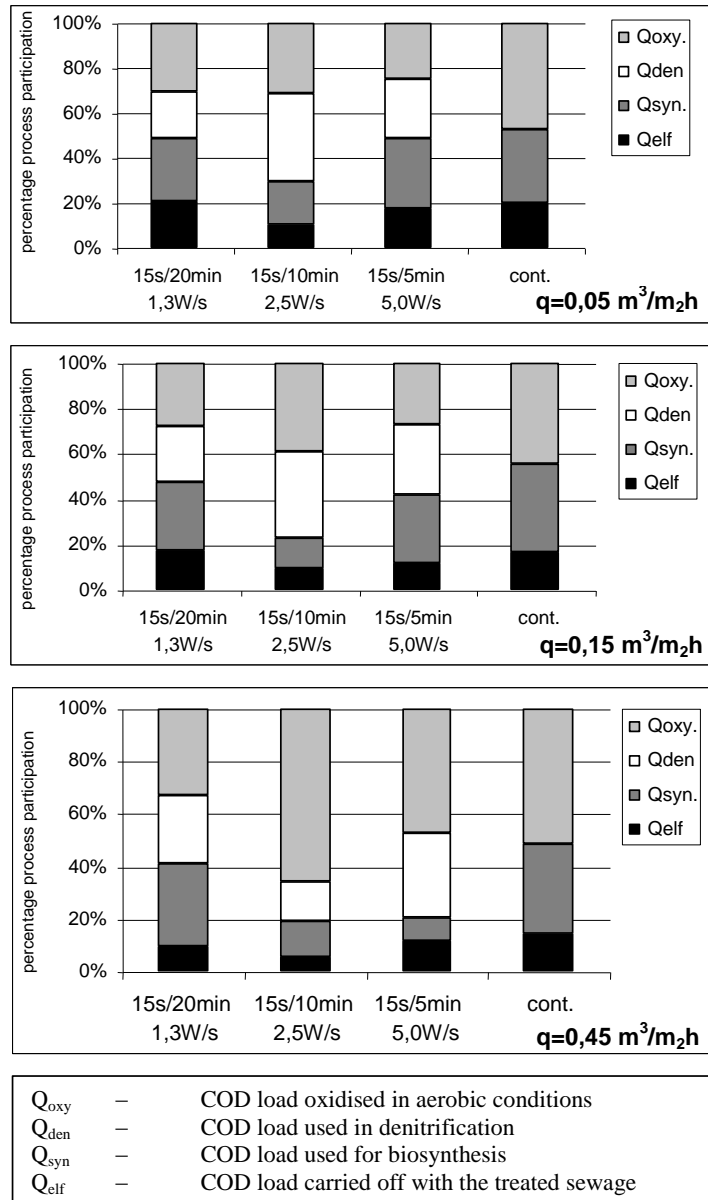 percentage process participation
100%
80%
60%
40%
20%
0%
15s/20min 15s/10min 15s/5min cont.
1,3W/s 2,5W/s 5,0W/s
q=0,05 m³/m₂h
Qoxy.
Qden
Qsyn.
Qelf
percentage process participation
100%
80%
60%
40%
20%
0%
15s/20min 15s/10min 15s/5min cont.
1,3W/s 2,5W/s 5,0W/s
q=0,15 m³/m₂h
Qoxy.
Qden
Qsyn.
Qelf
percentage process participation
100%
80%
60%
40%
20%
0%
15s/20min 15s/10min 15s/5min cont.
1,3W/s 2,5W/s 5,0W/s
q=0,45 m³/m₂h
Qoxy.
Qden
Qsyn.
Qelf
Qoxy – COD load oxidised in aerobic conditions
Qden – COD load used in denitrification
Qsyn – COD load used for biosynthesis
Qelf – COD load carried off with the treated sewage